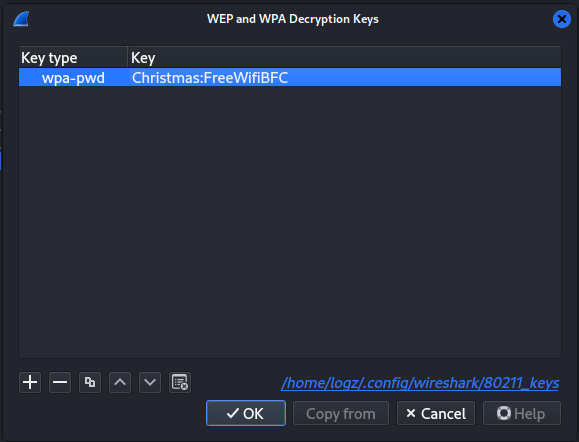 WEP and WPA Decryption Keys
Key type Key
wpa-pwd Christmas:FreeWifiBFC
/home/logz/.config/wireshark/80211_keys
OK Copy from Cancel Help